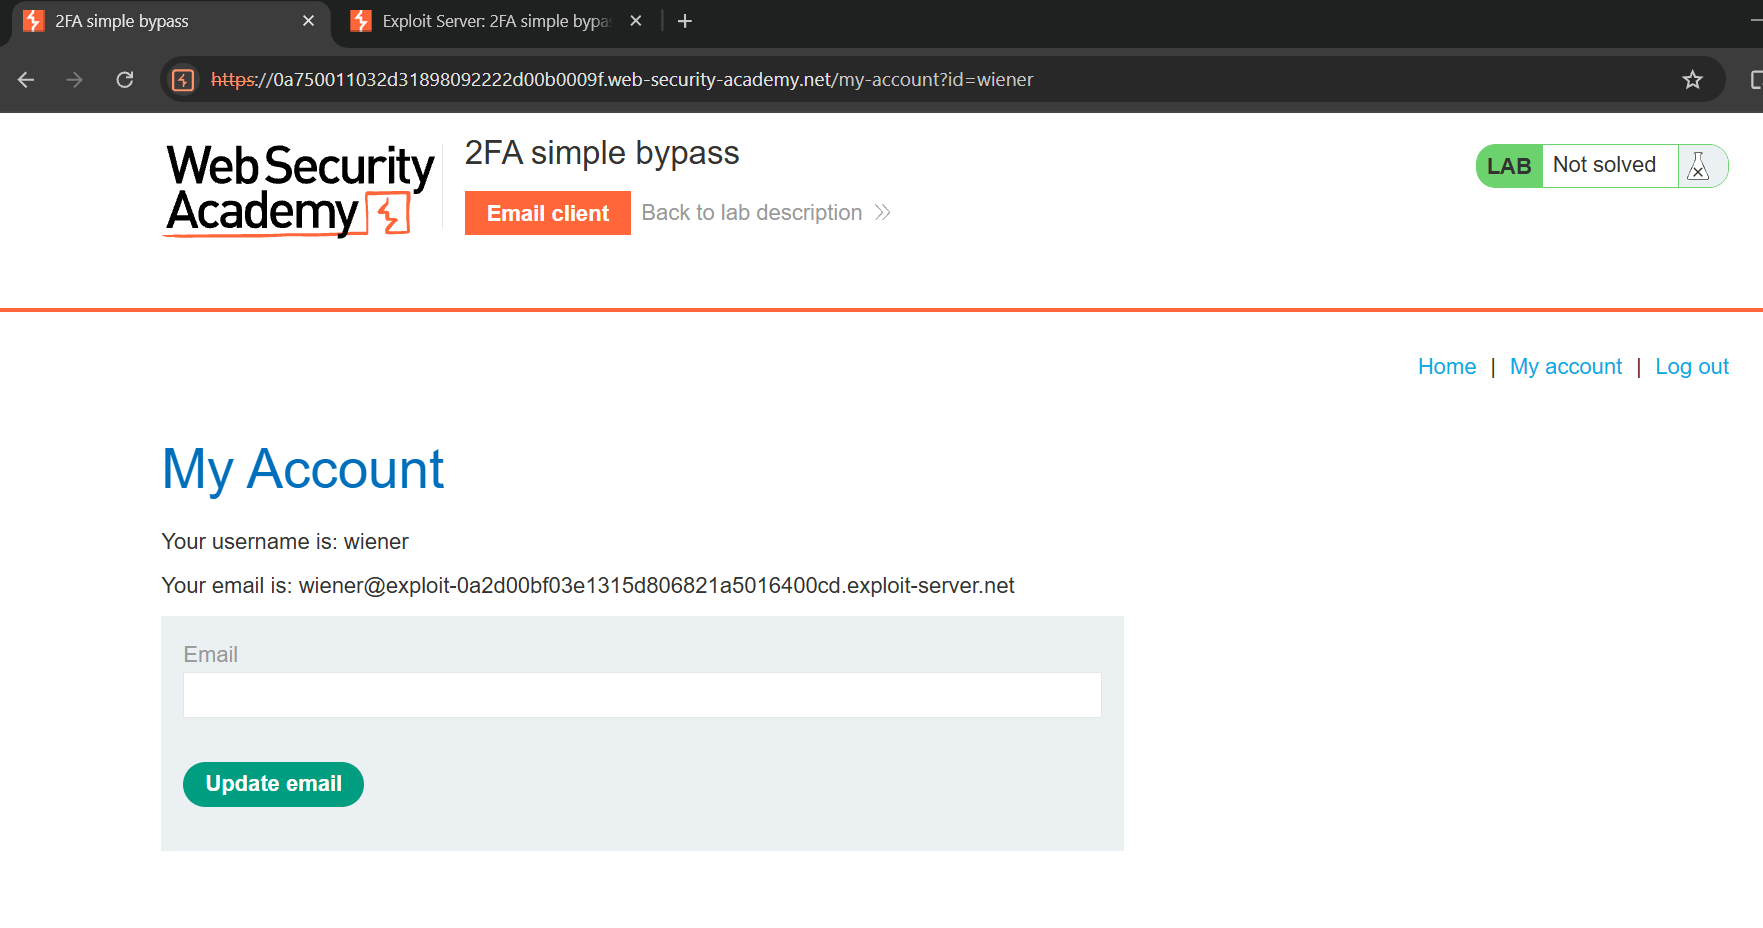 2FA simple bypass
Exploit Server: 2FA simple bypa
https://0a750011032d31898092222d00b0009f.web-security-academy.net/my-account?id=wiener
Web Security
Academy
2FA simple bypass
Email client
Back to lab description
LAB
Not solved
Home | My account | Log out
My Account
Your username is: wiener
Your email is: wiener@exploit-0a2d00bf03e1315d806821a5016400cd.exploit-server.net
Email
Update email